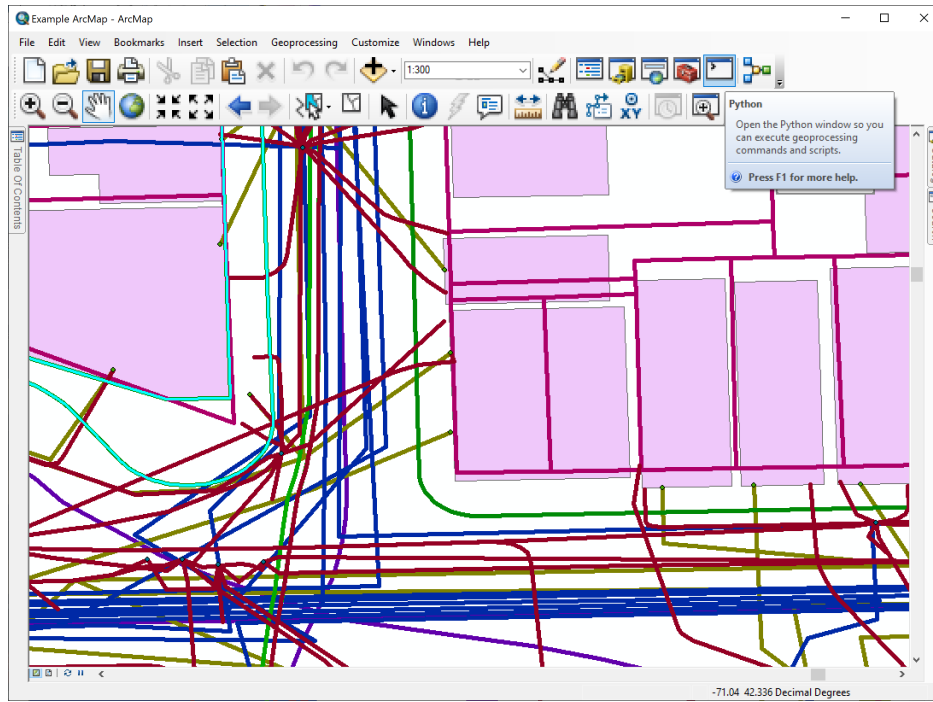 Example ArcMap - ArcMap
File Edit View Bookmarks Insert Selection Geoprocessing Customize Windows Help
1:300
XY
Python
Open the Python window so you
can execute geoprocessing
commands and scripts.
Press F1 for more help.
Table Of Contents
-71.04 42.336 Decimal Degrees